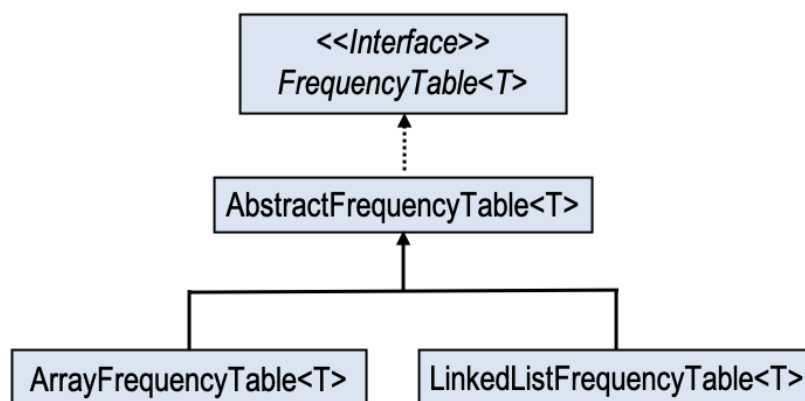 <<Interface>>
FrequencyTable<T>
AbstractFrequencyTable<T>
ArrayFrequencyTable<T>
LinkedListFrequencyTable<T>